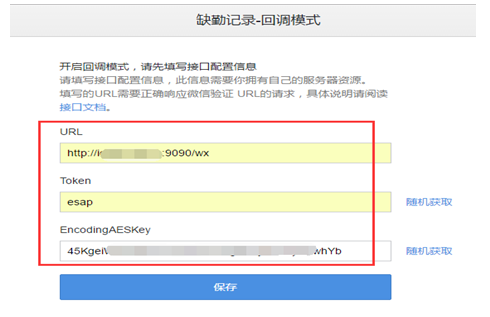 缺勤记录-回调模式
开启回调模式，请先填写接口配置信息
请填写接口配置信息，此信息需要你拥有自己的服务器资源。
填写的URL需要正确响应微信验证 URL的请求，具体说明请阅读
接口文档。
URL
http://i :9090/wx
Token
esap 随机获取
EncodingAESKey
45Kgei whYb 随机获取
保存